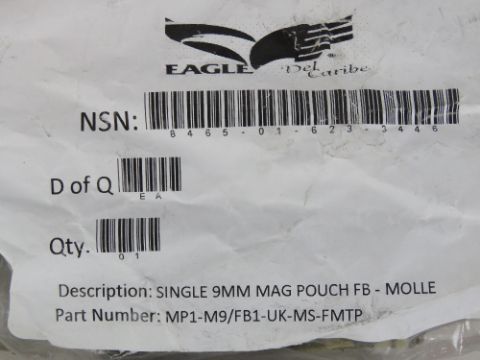 EAGLE Del Caribe
NSN:
8465-01-623-3446
D of Q
EA
Qty.
01
Description: SINGLE 9MM MAG POUCH FB - MOLLE
Part Number: MP1-M9/FB1-UK-MS-FMTP